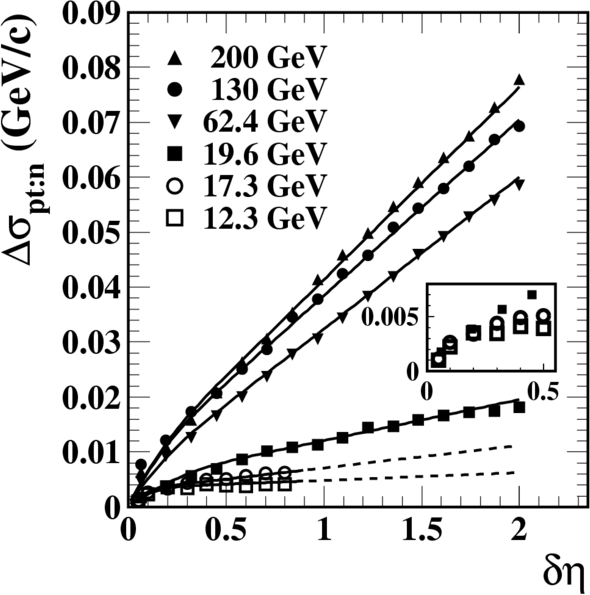 Δσpt:n (GeV/c)
0.09
0.08
0.07
0.06
0.05
0.04
0.03
0.02
0.01
0
200 GeV
130 GeV
62.4 GeV
19.6 GeV
17.3 GeV
12.3 GeV
0.005
0
0 0.5
0 0.5 1 1.5 2
δη